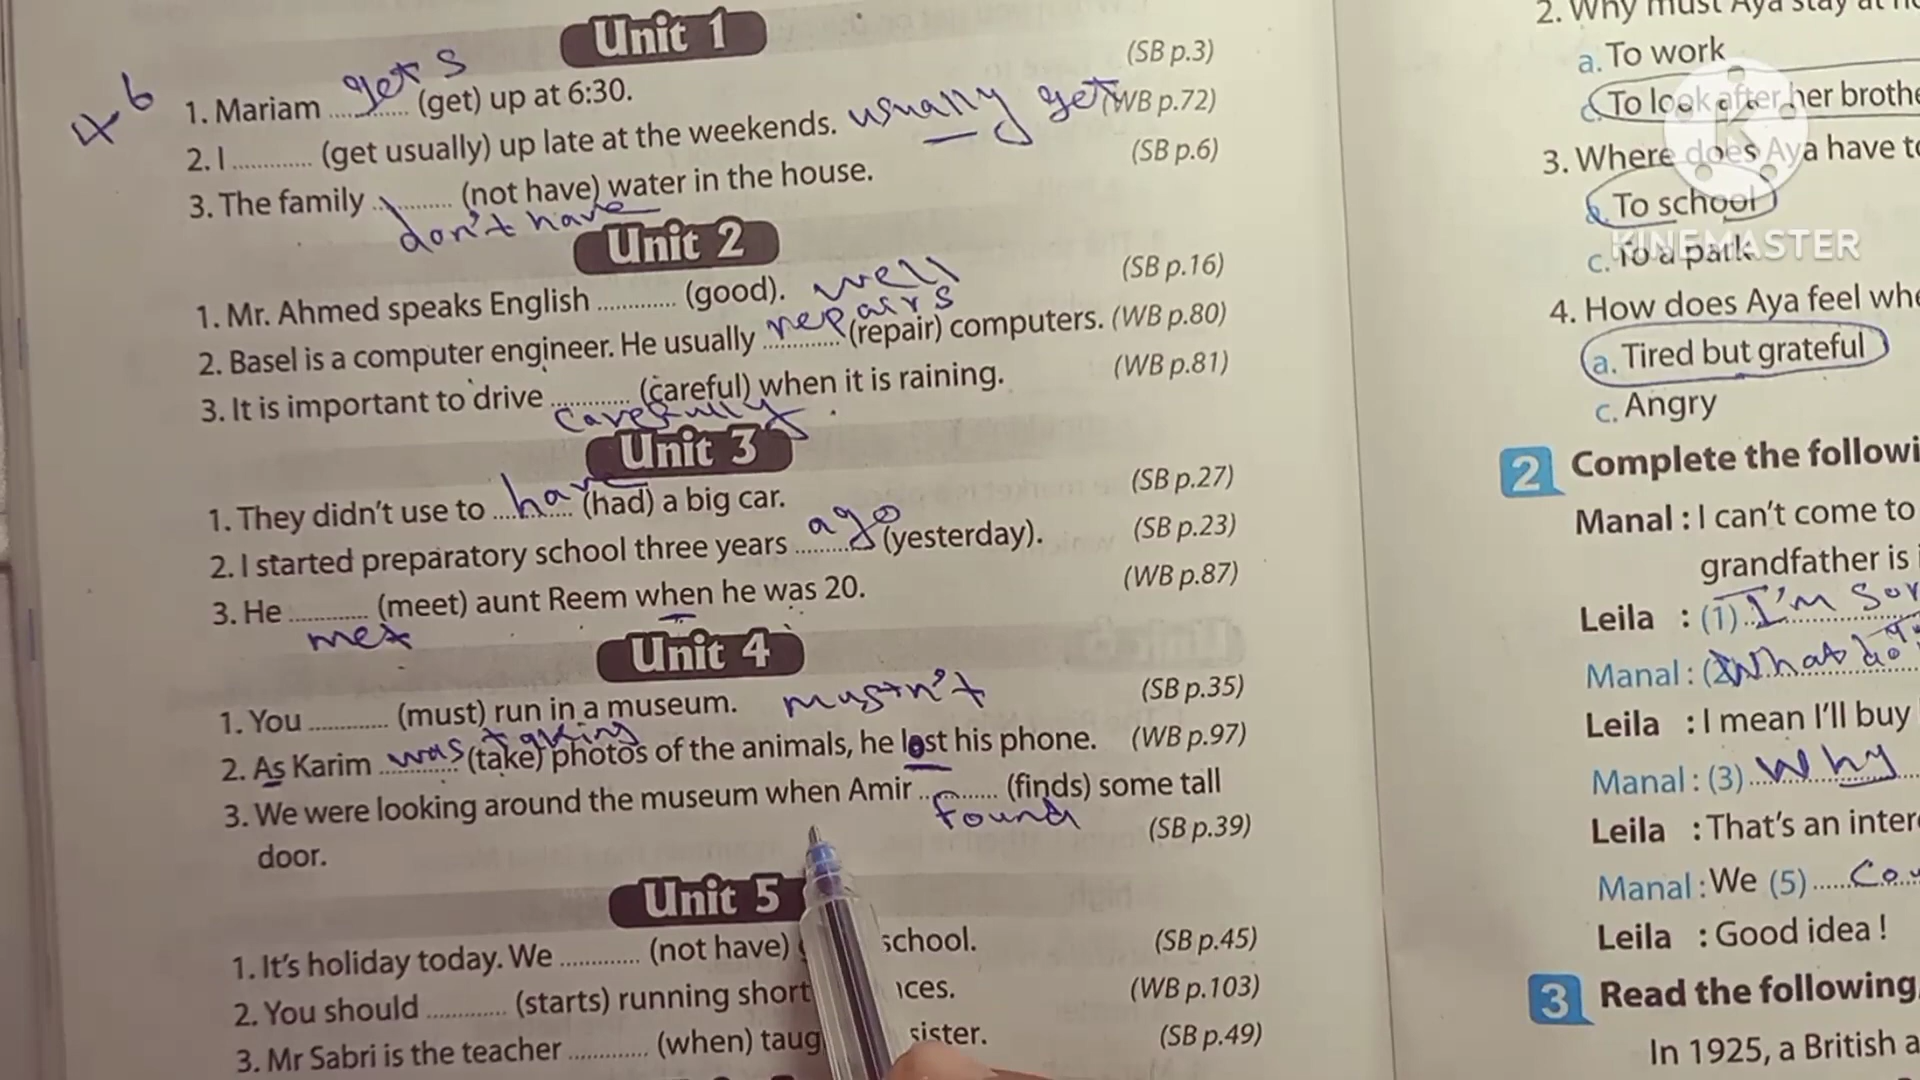 Unit 1
4 6
1. Mariam gets (get) up at 6:30. (SB p.3)
2. I ............ (get usually) up late at the weekends. usually get (WB p.72)
3. The family ............ (not have) water in the house. (SB p.6)
don't have
Unit 2
1. Mr. Ahmed speaks English ............ (good). well (SB p.16)
2. Basel is a computer engineer. He usually repairs (repair) computers. (WB p.80)
3. It is important to drive ............ (careful) when it is raining. (WB p.81)
carefully
Unit 3
1. They didn't use to have (had) a big car. (SB p.27)
2. I started preparatory school three years ago (yesterday). (SB p.23)
3. He ............ (meet) aunt Reem when he was 20. (WB p.87)
met
Unit 4
1. You ............ (must) run in a museum. mustn't (SB p.35)
2. As Karim was taking (take) photos of the animals, he lost his phone. (WB p.97)
3. We were looking around the museum when Amir ............ (finds) some tall
found
door. (SB p.39)
Unit 5
1. It's holiday today. We ............ (not have) school. (SB p.45)
2. You should ............ (starts) running short (WB p.103)
3. Mr Sabri is the teacher ............ (when) sister. (SB p.49)
2. Why must Aya stay at
a. To work
To look after her brothe
3. Where does Aya have to
To school
c. To a park
KINEMASTER
4. How does Aya feel whe
a. Tired but grateful
c. Angry
2 Complete the followi
Manal : I can't come to
grandfather is
Leila : (1) I'm sor
Manal : (2) What do
Leila : I mean I'll buy
Manal : (3) Why
Leila : That's an inter
Manal : We (5) ..... Cou
Leila : Good idea !
3 Read the following
In 1925, a British a